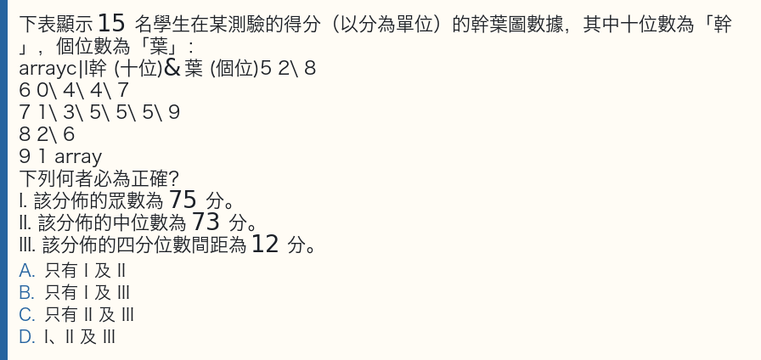 下表顯示 15 名學生在某測驗的得分（以分為單位）的幹葉圖數據，其中十位數為「幹
」，個位數為「葉」：
arrayc|l幹 (十位)& 葉 (個位)5 2\ 8
6 0\ 4\ 4\ 7
7 1\ 3\ 5\ 5\ 5\ 9
8 2\ 6
9 1 array
下列何者必為正確？
I. 該分佈的眾數為 75 分。
II. 該分佈的中位數為 73 分。
III. 該分佈的四分位數間距為 12 分。
A. 只有 I 及 II
B. 只有 I 及 III
C. 只有 II 及 III
D. I、II 及 III